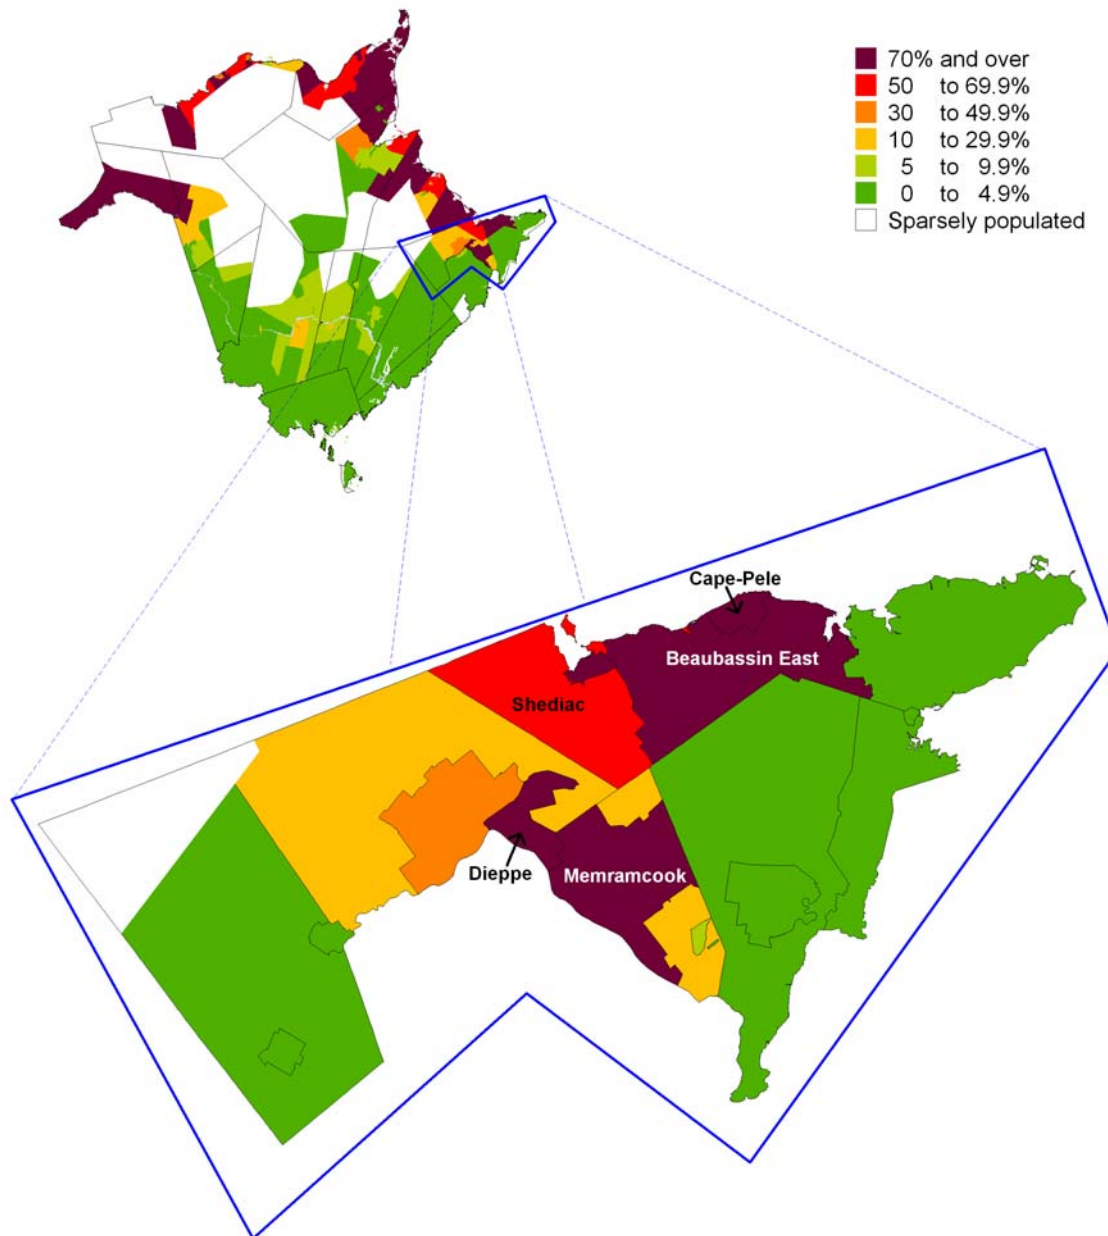 70% and over
50 to 69.9%
30 to 49.9%
10 to 29.9%
5 to 9.9%
0 to 4.9%
Sparsely populated
Cape-Pele
Beaubassin East
Shediac
Dieppe
Memramcook